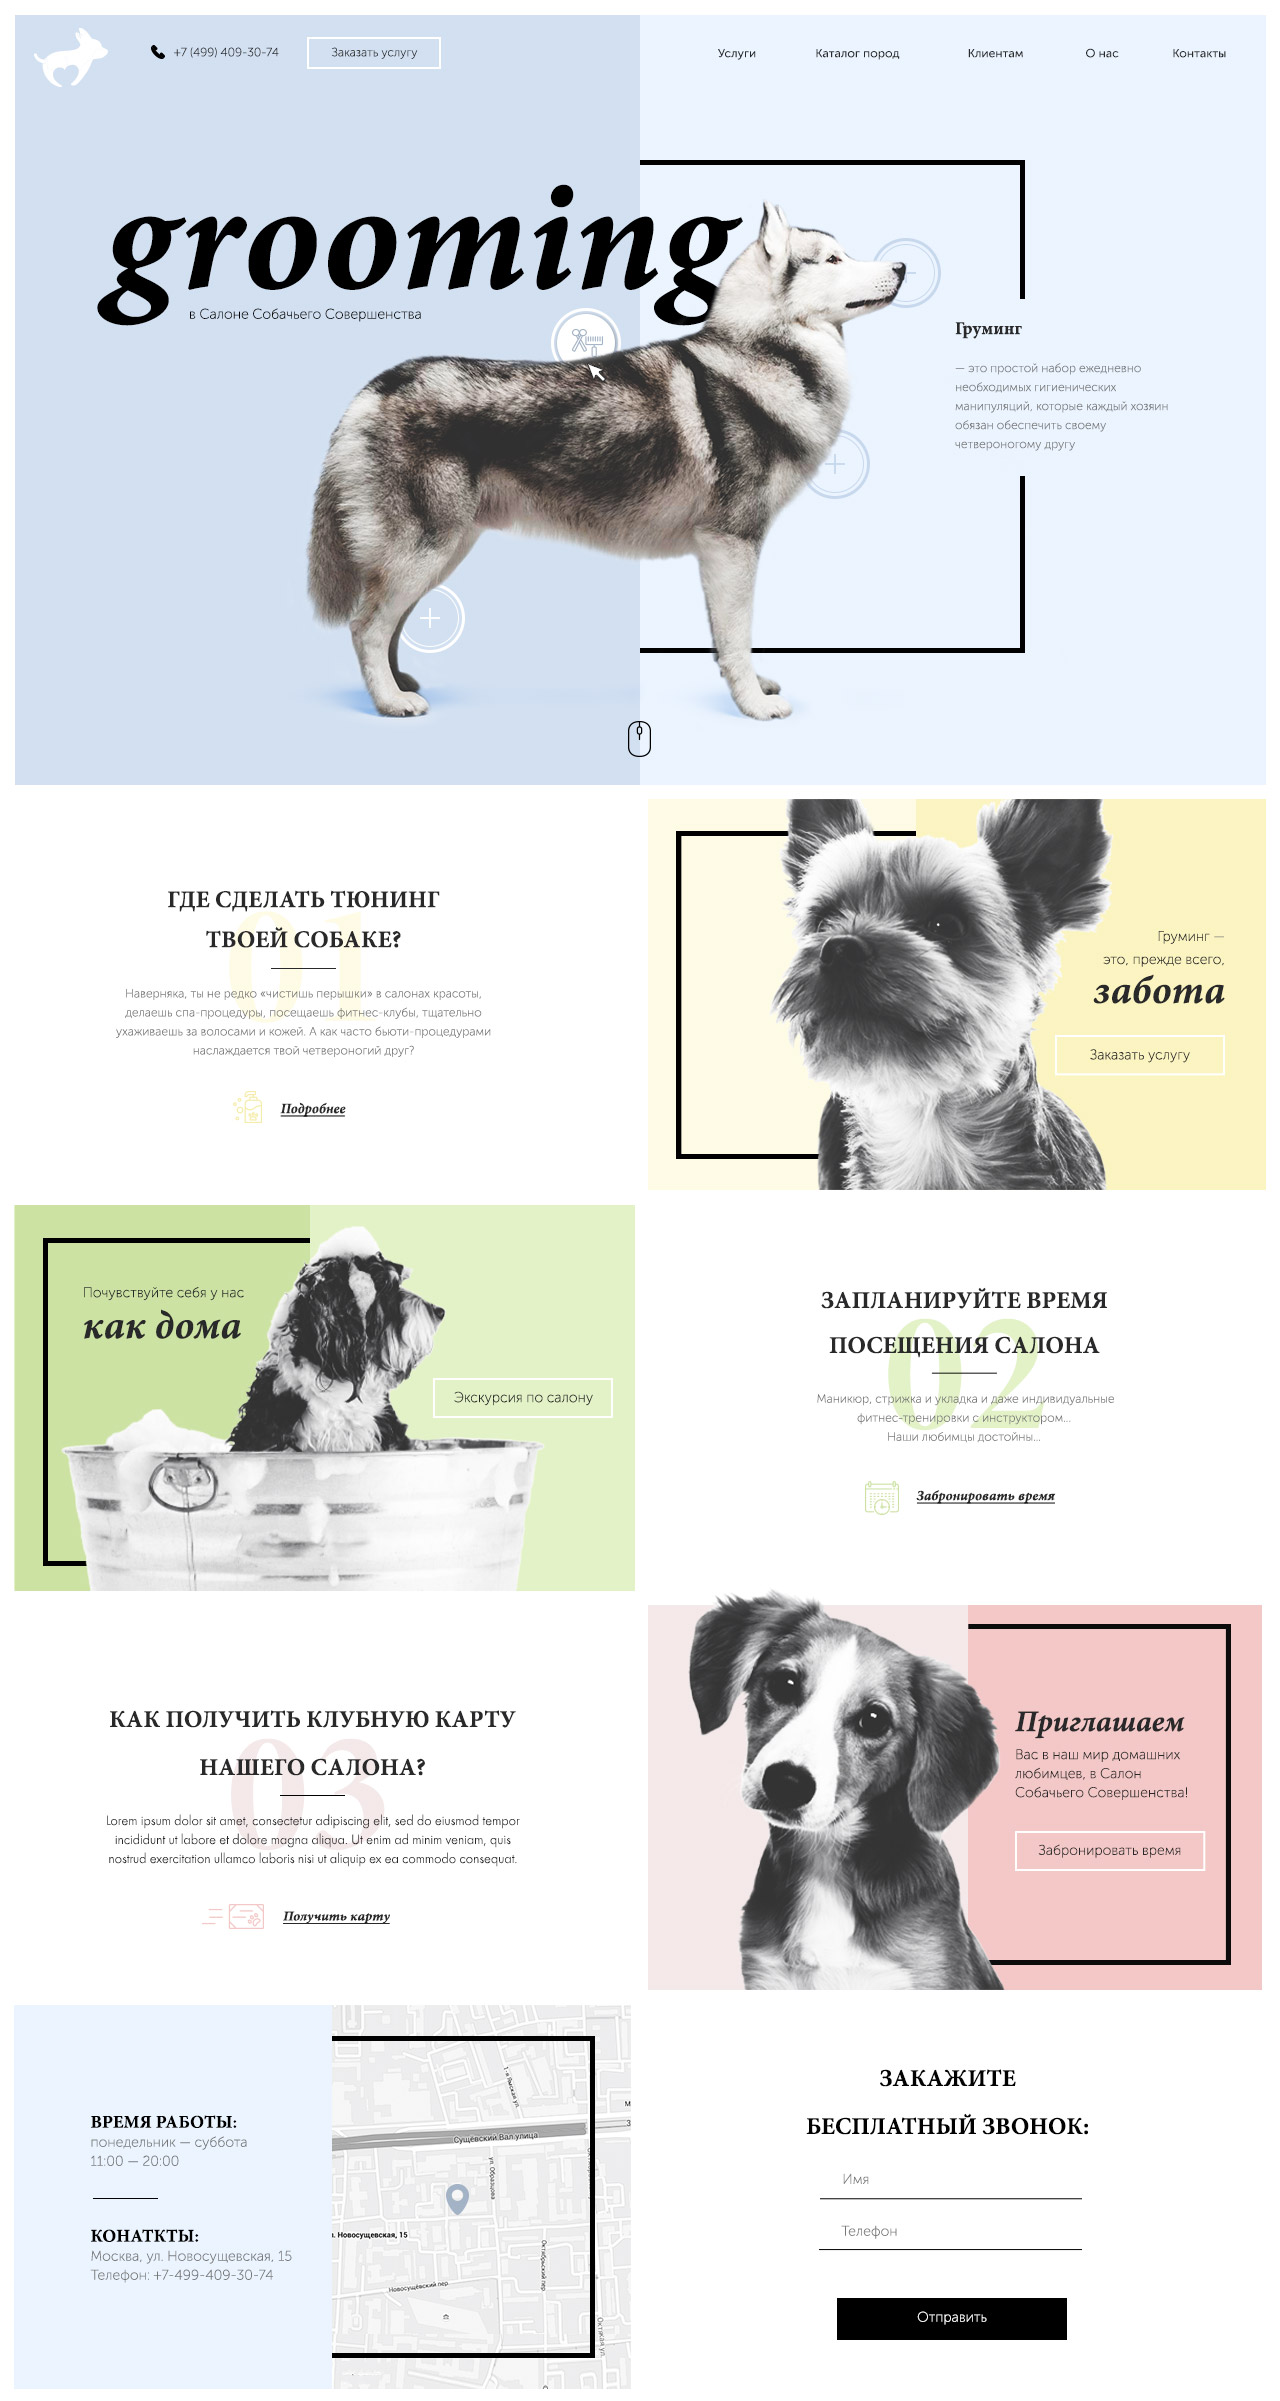 +7 (499) 409-30-74
Заказать услугу
Услуги
Каталог пород
Клиентам
О нас
Контакты
grooming
в Салоне Собачьего Совершенства
Груминг
— это простой набор ежедневно
необходимых гигиенических
манипуляций, которые каждый хозяин
обязан обеспечить своему
четвероногому другу
01
ГДЕ СДЕЛАТЬ ТЮНИНГ
ТВОЕЙ СОБАКЕ?
Наверняка, ты не редко «чистишь перышки» в салонах красоты,
делаешь спа-процедуры, посещаешь фитнес-клубы, тщательно
ухаживаешь за волосами и кожей. А как часто бьюти-процедурами
наслаждается твой четвероногий друг?
Подробнее
Груминг —
это, прежде всего,
забота
Заказать услугу
Почувствуйте себя у нас
как дома
Экскурсия по салону
02
ЗАПЛАНИРУЙТЕ ВРЕМЯ
ПОСЕЩЕНИЯ САЛОНА
Маникюр, стрижка и укладка и даже индивидуальные
фитнес-тренировки с инструктором...
Наши любимцы достойны...
Забронировать время
03
КАК ПОЛУЧИТЬ КЛУБНУЮ КАРТУ
НАШЕГО САЛОНА?
Lorem ipsum dolor sit amet, consectetur adipiscing elit, sed do eiusmod tempor
incididunt ut labore et dolore magna aliqua. Ut enim ad minim veniam, quis
nostrud exercitation ullamco laboris nisi ut aliquip ex ea commodo consequat.
Получить карту
Приглашаем
Вас в наш мир домашних
любимцев, в Салон
Собачьего Совершенства!
Забронировать время
ВРЕМЯ РАБОТЫ:
понедельник — суббота
11:00 — 20:00
КОНАТКТЫ:
Москва, ул. Новосущевская, 15
Телефон: +7-499-409-30-74
1-я Ямская ул.
М
З
Сущёвский Вал улица
ул. Образцова
л. Новосущевская, 15
Октябрьский пер
Новосущёвский пер
ЗАКАЖИТЕ
БЕСПЛАТНЫЙ ЗВОНОК:
Имя
Телефон
Отправить